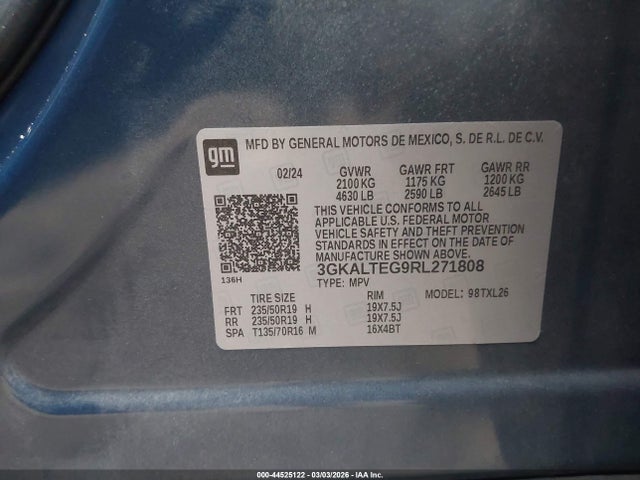 gm
MFD BY GENERAL MOTORS DE MEXICO, S. DE R.L. DE C.V.
02/24 GVWR GAWR FRT GAWR RR
2100 KG 1175 KG 1200 KG
4630 LB 2590 LB 2645 LB
THIS VEHICLE CONFORMS TO ALL
APPLICABLE U.S. FEDERAL MOTOR
VEHICLE SAFETY AND THEFT PREVENTION
STANDARDS IN EFFECT ON THE DATE OF
MANUFACTURE SHOWN ABOVE.
3GKALTEG9RL271808
136H
TYPE: MPV
TIRE SIZE RIM MODEL: 98TXL26
FRT 235/50R19 H 19X7.5J
RR 235/50R19 H 19X7.5J
SPA T135/70R16 M 16X4BT
000-44525122 - 03/03/2026 - IAA Inc.